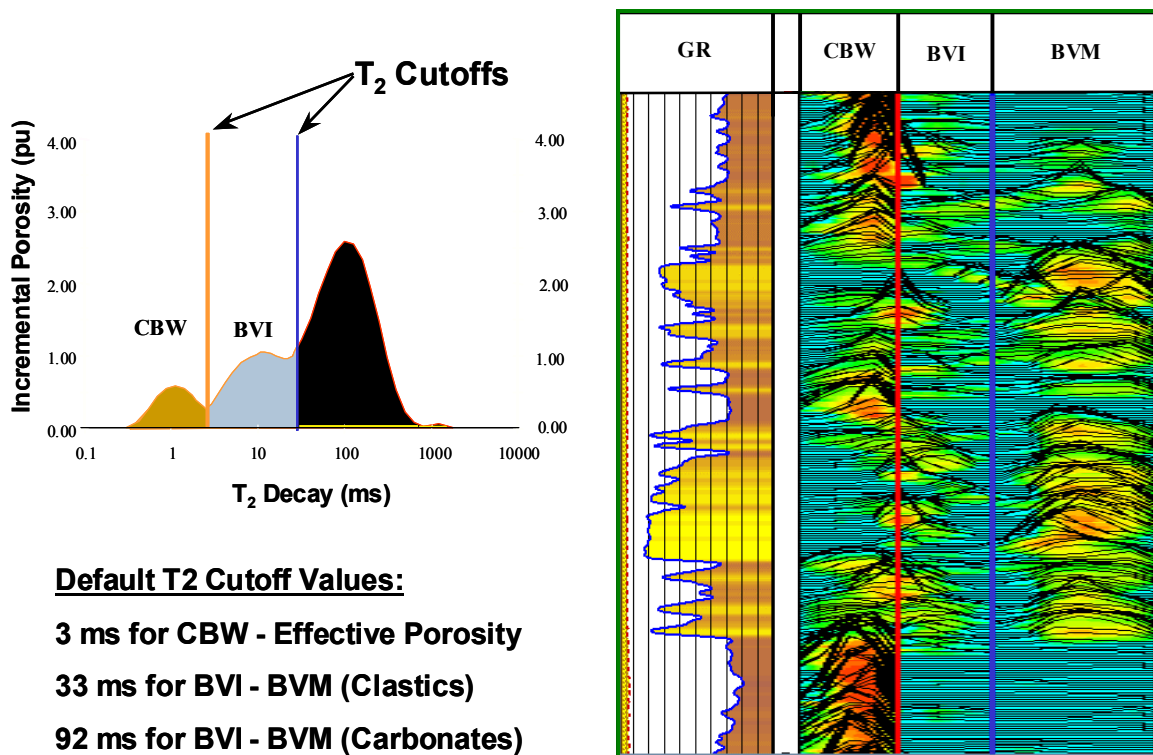 T2 Cutoffs
Incremental Porosity (pu)
4.00
3.00
2.00
1.00
0.00
4.00
3.00
2.00
1.00
0.00
CBW
BVI
0.1
1
10
100
1000
10000
T2 Decay (ms)
Default T2 Cutoff Values:
3 ms for CBW - Effective Porosity
33 ms for BVI - BVM (Clastics)
92 ms for BVI - BVM (Carbonates)
GR
CBW
BVI
BVM